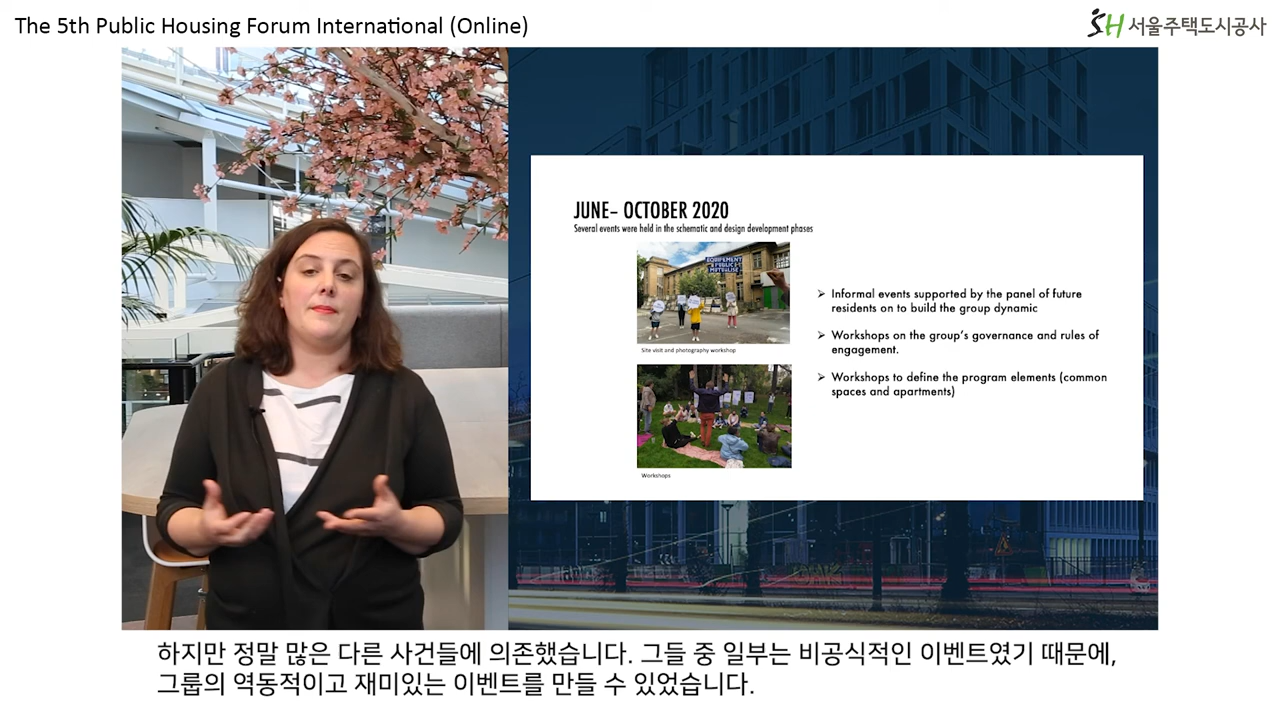 The 5th Public Housing Forum International (Online)
SH 서울주택도시공사
JUNE– OCTOBER 2020
Several events were held in the schematic and design development phases
EQUIPEMENT
PUBLIC
MUTUALISE
Site visit and photography workshop
Workshops
➢ Informal events supported by the panel of future
residents on to build the group dynamic
➢ Workshops on the group's governance and rules of
engagement.
➢ Workshops to define the program elements (common
spaces and apartments)
하지만 정말 많은 다른 사건들에 의존했습니다. 그들 중 일부는 비공식적인 이벤트였기 때문에,
그룹의 역동적이고 재미있는 이벤트를 만들 수 있었습니다.